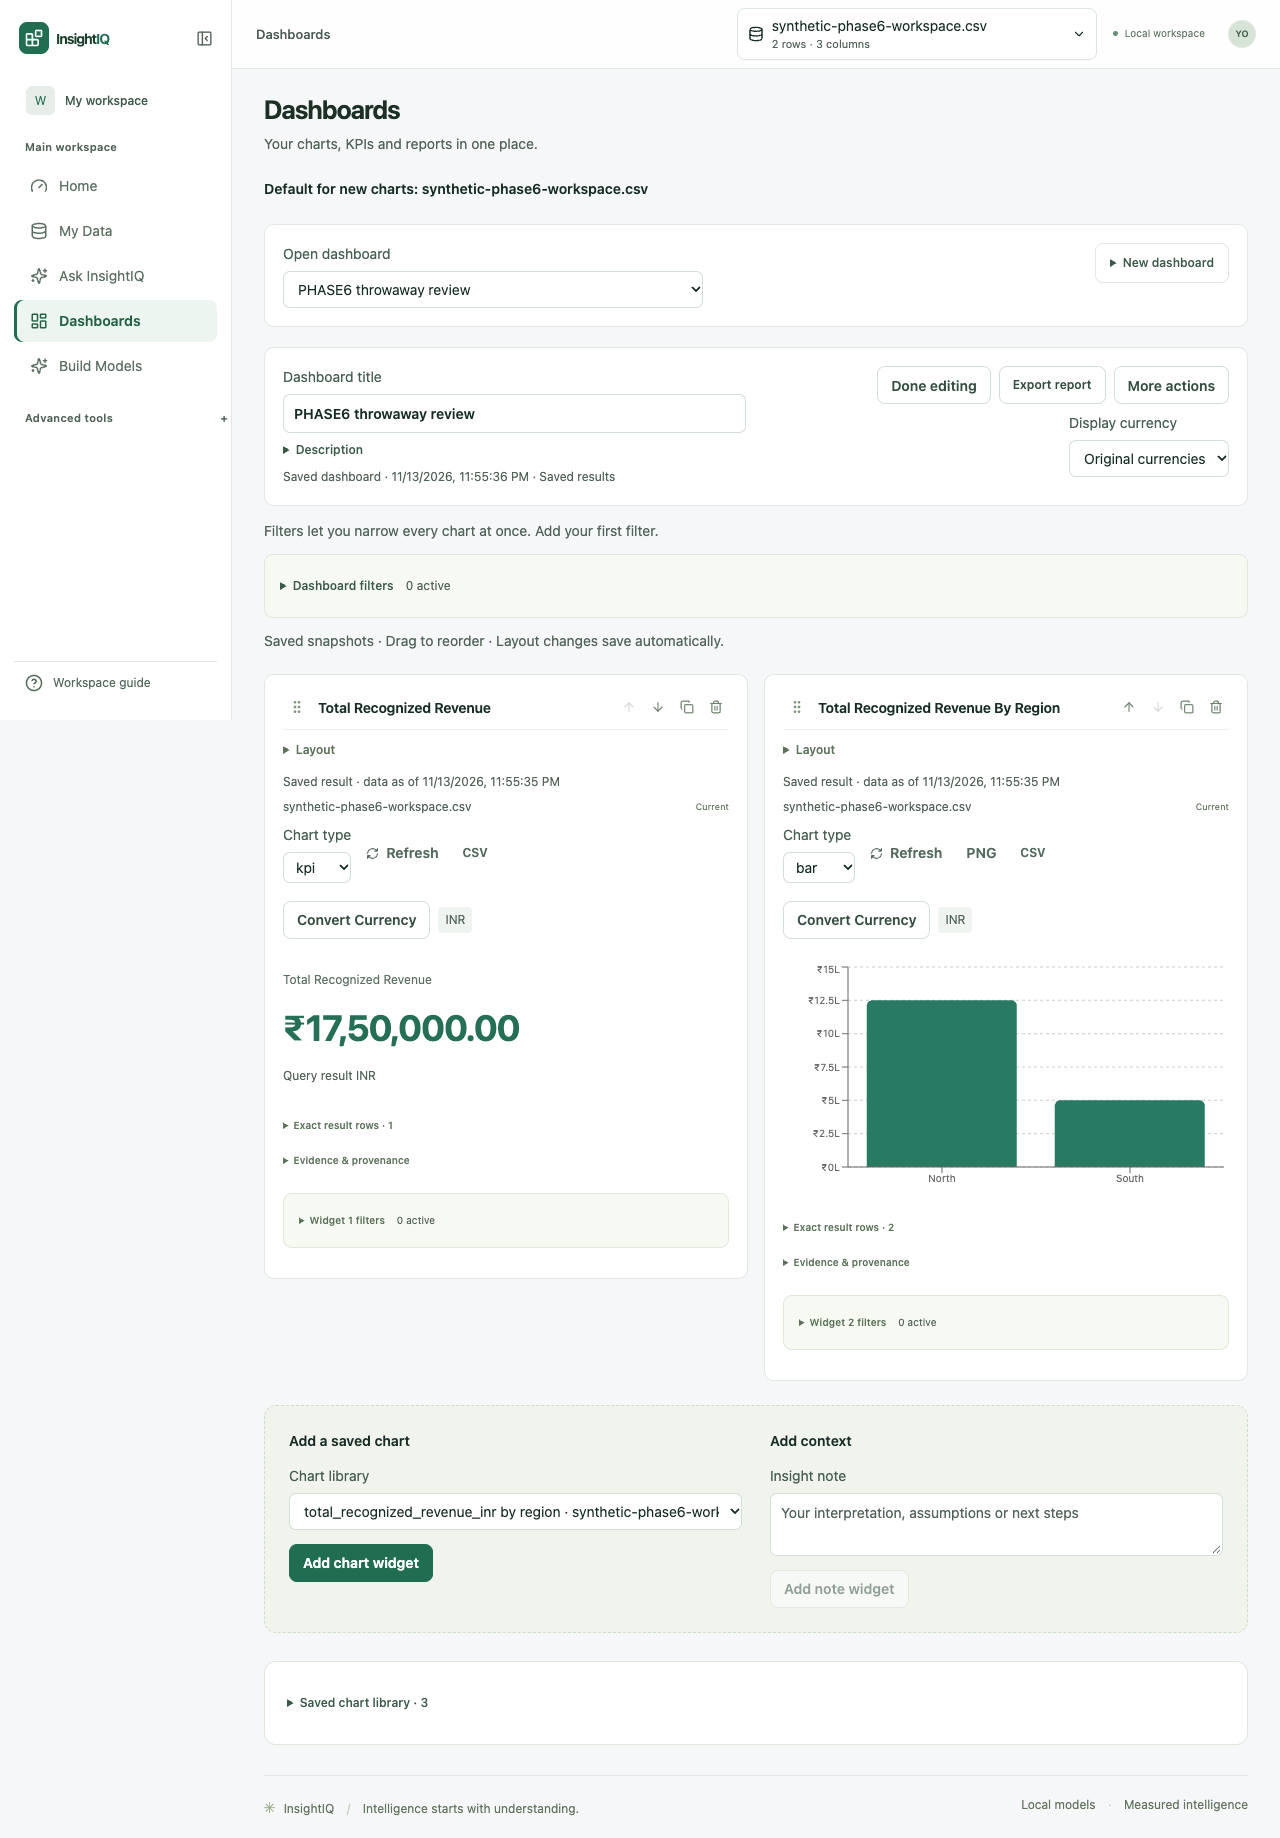 InsightIQ
W My workspace
Main workspace
Home
My Data
Ask InsightIQ
Dashboards
Build Models
Advanced tools +
Workspace guide
Dashboards
synthetic-phase6-workspace.csv
2 rows · 3 columns
Local workspace
YO
Dashboards
Your charts, KPIs and reports in one place.
Default for new charts: synthetic-phase6-workspace.csv
Open dashboard
PHASE6 throwaway review
New dashboard
Dashboard title
PHASE6 throwaway review
Description
Saved dashboard · 11/13/2026, 11:55:36 PM · Saved results
Done editing
Export report
More actions
Display currency
Original currencies
Filters let you narrow every chart at once. Add your first filter.
Dashboard filters 0 active
Saved snapshots · Drag to reorder · Layout changes save automatically.
Total Recognized Revenue
Layout
Saved result · data as of 11/13/2026, 11:55:35 PM
synthetic-phase6-workspace.csv Current
Chart type
kpi
Refresh
CSV
Convert Currency INR
Total Recognized Revenue
₹17,50,000.00
Query result INR
Exact result rows · 1
Evidence & provenance
Widget 1 filters 0 active
Total Recognized Revenue By Region
Layout
Saved result · data as of 11/13/2026, 11:55:35 PM
synthetic-phase6-workspace.csv Current
Chart type
bar
Refresh
PNG
CSV
Convert Currency INR
₹15L
₹12.5L
₹10L
₹7.5L
₹5L
₹2.5L
₹0L
North South
Exact result rows · 2
Evidence & provenance
Widget 2 filters 0 active
Add a saved chart
Chart library
total_recognized_revenue_inr by region · synthetic-phase6-work
Add chart widget
Add context
Insight note
Your interpretation, assumptions or next steps
Add note widget
Saved chart library · 3
InsightIQ / Intelligence starts with understanding.
Local models · Measured intelligence